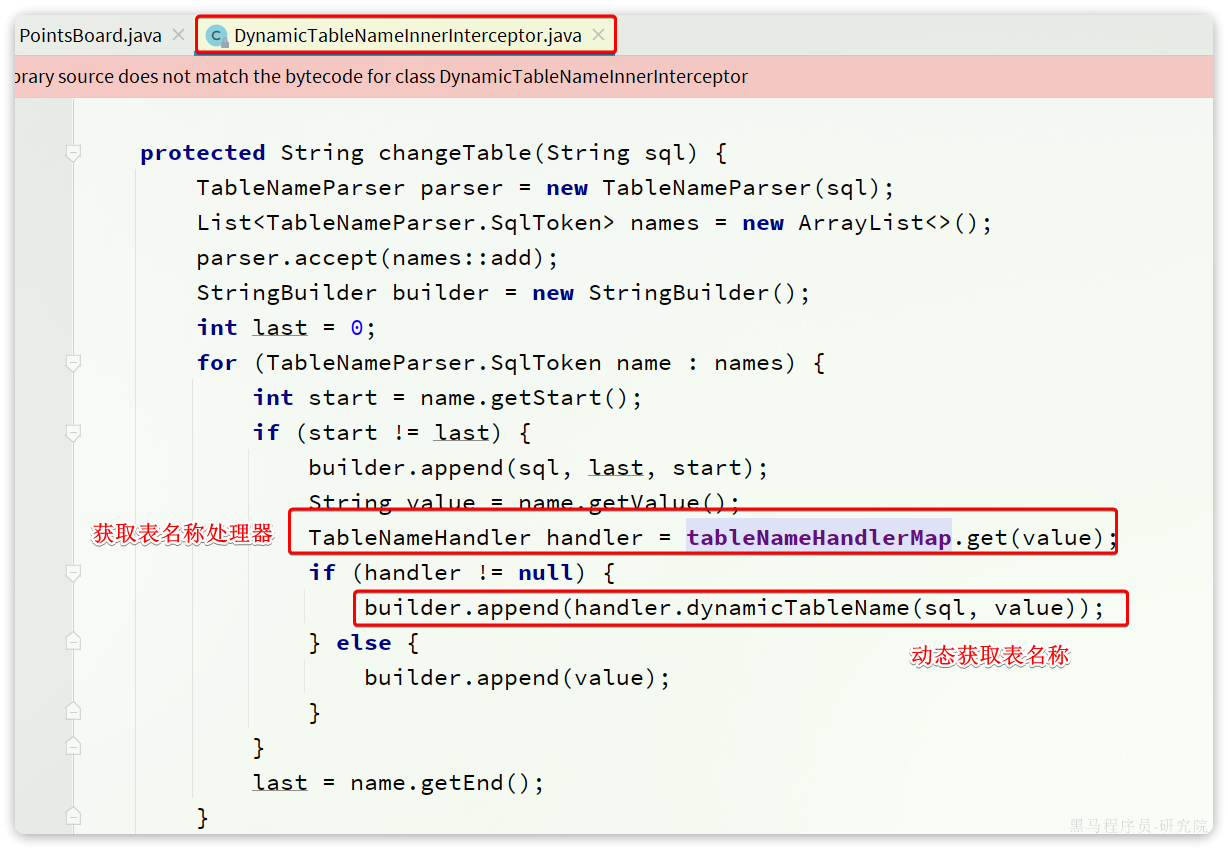 PointsBoard.java
DynamicTableNameInnerInterceptor.java
brary source does not match the bytecode for class DynamicTableNameInnerInterceptor
protected String changeTable(String sql) {
TableNameParser parser = new TableNameParser(sql);
List<TableNameParser.SqlToken> names = new ArrayList<>();
parser.accept(names::add);
StringBuilder builder = new StringBuilder();
int last = 0;
for (TableNameParser.SqlToken name : names) {
int start = name.getStart();
if (start != last) {
builder.append(sql, last, start);
String value = name.getValue();
获取表名称处理器
TableNameHandler handler = tableNameHandlerMap.get(value);
if (handler != null) {
builder.append(handler.dynamicTableName(sql, value));
} else {
动态获取表名称
builder.append(value);
}
}
last = name.getEnd();
}
黑马程序员-研究院